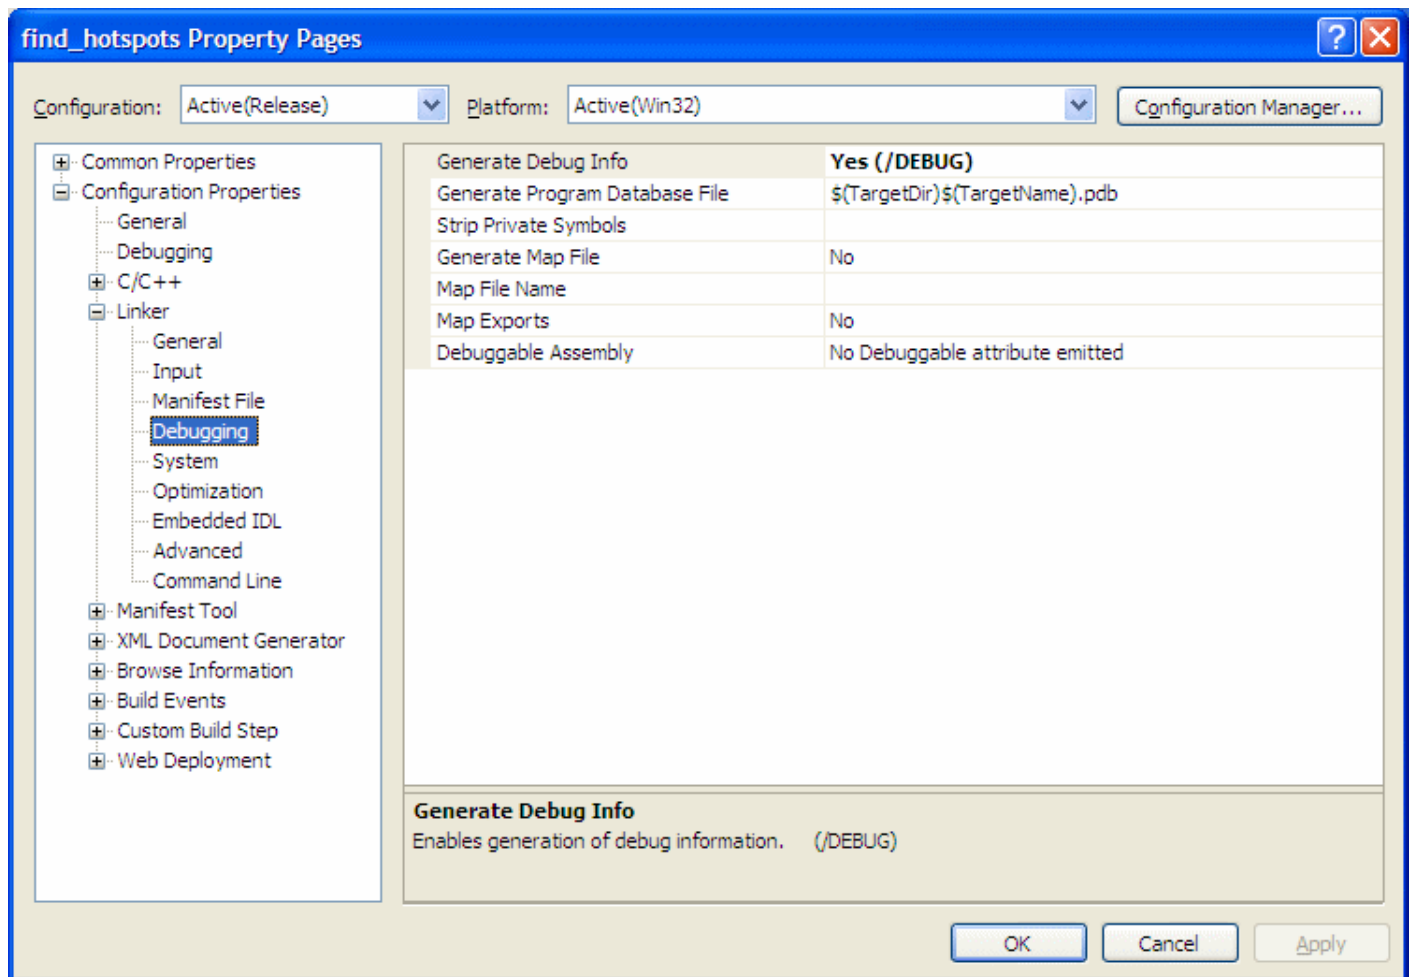 find_hotspots Property Pages
Configuration: Active(Release) Platform: Active(Win32) Configuration Manager...
Common Properties
Configuration Properties
General
Debugging
C/C++
Linker
General
Input
Manifest File
Debugging
System
Optimization
Embedded IDL
Advanced
Command Line
Manifest Tool
XML Document Generator
Browse Information
Build Events
Custom Build Step
Web Deployment
Generate Debug Info Yes (/DEBUG)
Generate Program Database File $(TargetDir)$(TargetName).pdb
Strip Private Symbols
Generate Map File No
Map File Name
Map Exports No
Debuggable Assembly No Debuggable attribute emitted
Generate Debug Info
Enables generation of debug information. (/DEBUG)
OK Cancel Apply